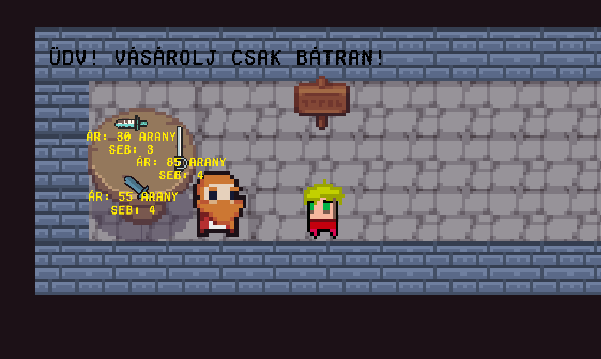 ÜDV! VÁSÁROLJ CSAK BÁTRAN!
ÁR: 30 ARANY
SEB: 3
ÁR: 85 ARANY
SEB: 4
ÁR: 55 ARANY
SEB: 4